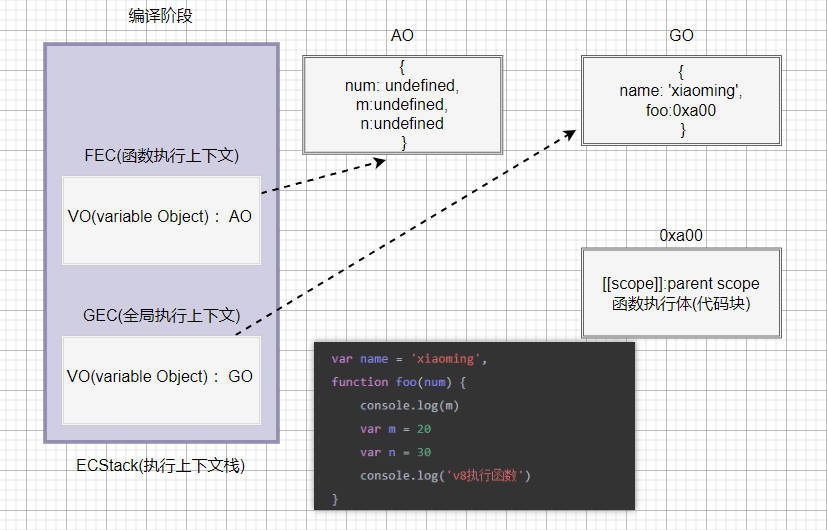 编译阶段
AO
GO
{
num: undefined,
m:undefined,
n:undefined
}
{
name: 'xiaoming',
foo:0xa00
}
FEC(函数执行上下文)
VO(variable Object)： AO
0xa00
[[scope]]:parent scope
函数执行体(代码块)
GEC(全局执行上下文)
VO(variable Object)： GO
var name = 'xiaoming',
function foo(num) {
console.log(m)
var m = 20
var n = 30
console.log('v8执行函数')
}
ECStack(执行上下文栈)